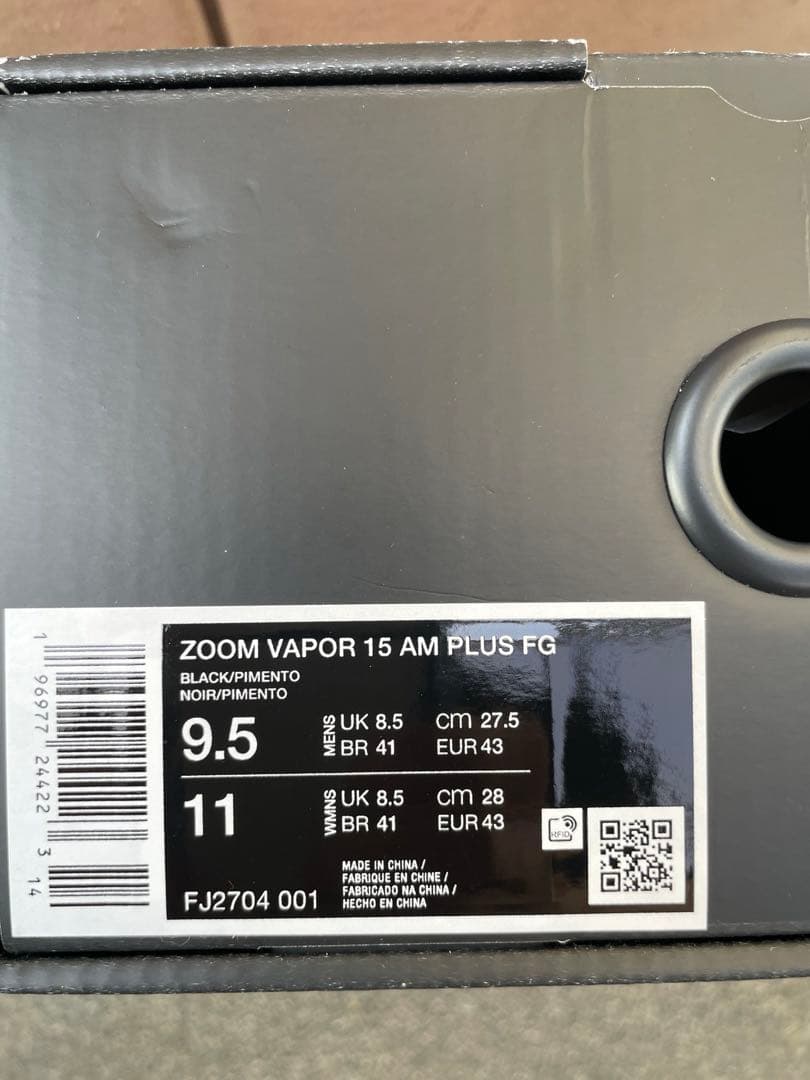 1 96977 24422 3 14
ZOOM VAPOR 15 AM PLUS FG
BLACK/PIMENTO
NOIR/PIMENTO
9.5 MENS UK 8.5 cm 27.5
BR 41 EUR 43
11 WMNS UK 8.5 cm 28
BR 41 EUR 43
RFID
MADE IN CHINA /
FABRIQUE EN CHINE /
FABRICADO NA CHINA /
HECHO EN CHINA
FJ2704 001